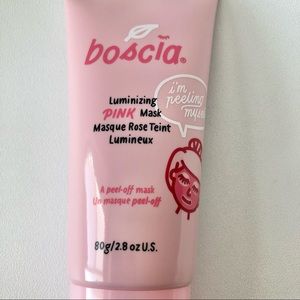 boscia®
Luminizing
PINK Mask
Masque Rose Teint
Lumineux
i'm
peeling
A peel-off mask
Un masque peel-off
80g/2.8 oz U.S.